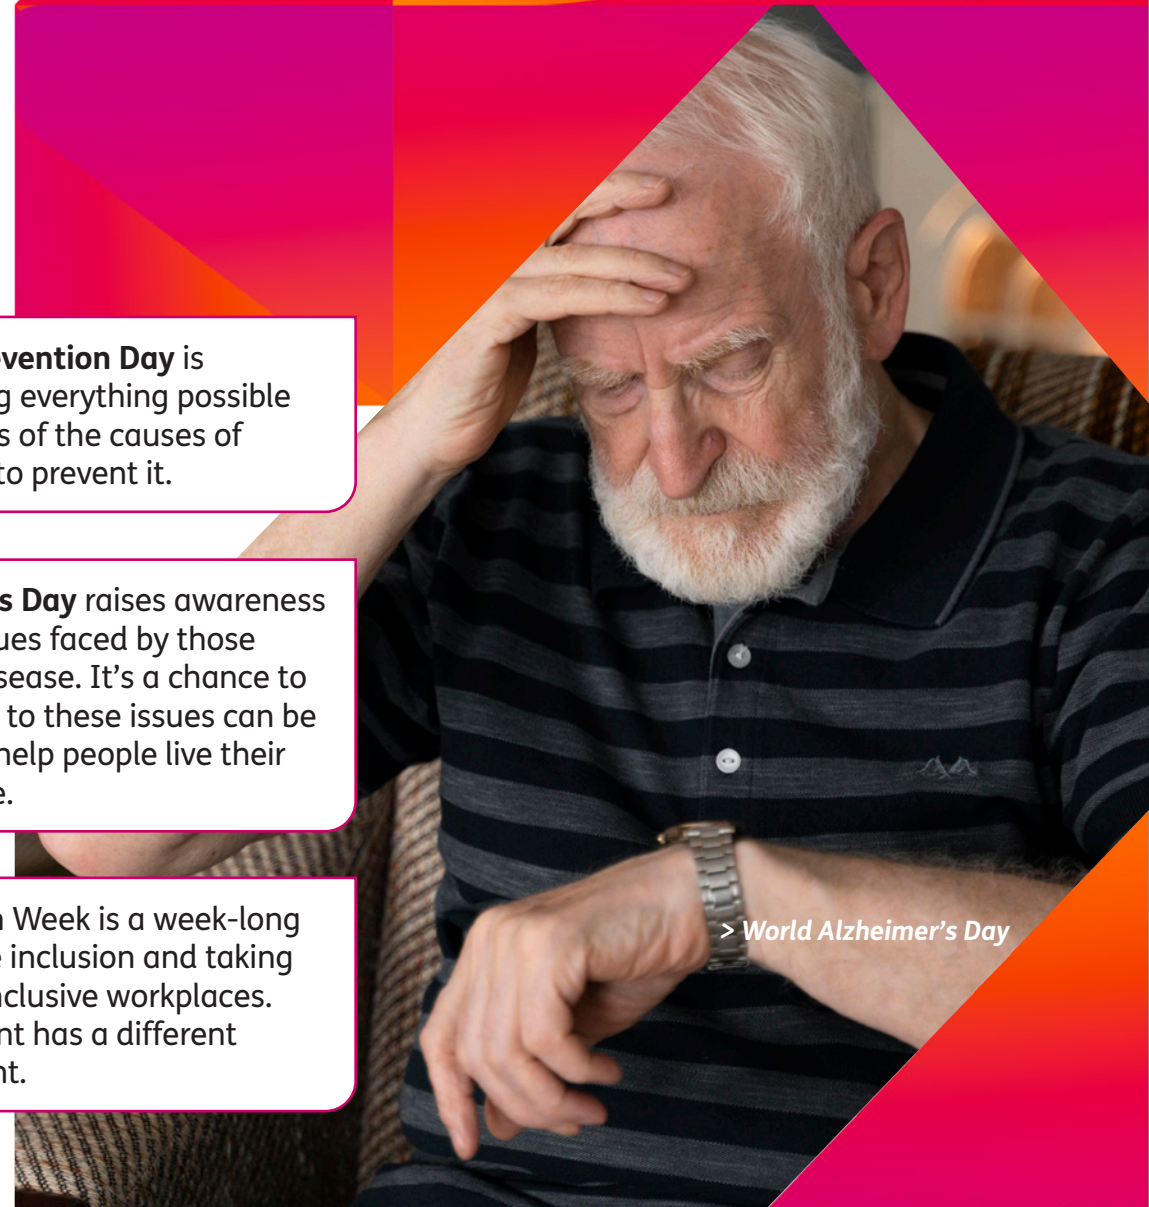 vention Day is
g everything possible
s of the causes of
to prevent it.
s Day raises awareness
ues faced by those
sease. It’s a chance to
to these issues can be
help people live their
e.
n Week is a week-long
e inclusion and taking
nclusive workplaces.
nt has a different
nt.
> World Alzheimer’s Day